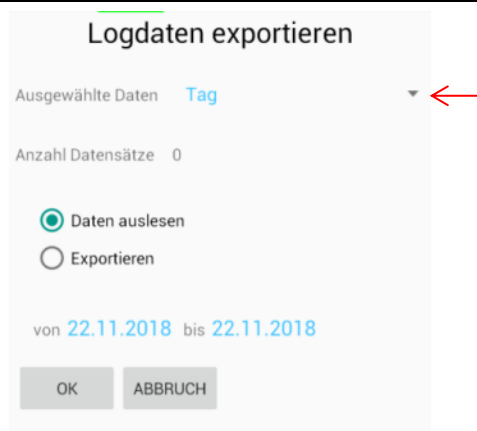 Logdaten exportieren
Ausgewählte Daten Tag
Anzahl Datensätze 0
Daten auslesen
Exportieren
von 22.11.2018 bis 22.11.2018
OK ABBRUCH